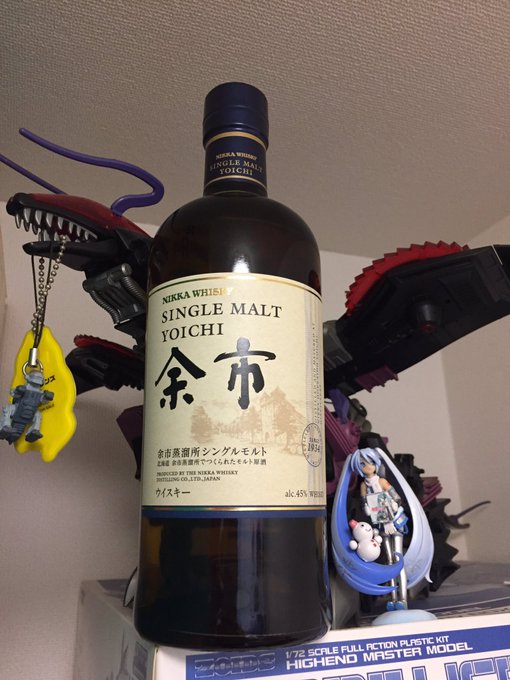 NIKKA WHISKY
SINGLE MALT
YOICHI
NIKKA WHISKY
SINGLE MALT
YOICHI
余市
SINCE
1934
余市蒸溜所シングルモルト
北海道 余市蒸溜所でつくられたモルト原酒
PRODUCED BY THE NIKKA WHISKY
DISTILLING CO.,LTD.,JAPAN
ウイスキー
alc.45%
ZOIDS
1/72 SCALE FULL ACTION PLASTIC KIT
HIGHEND MASTER MODEL